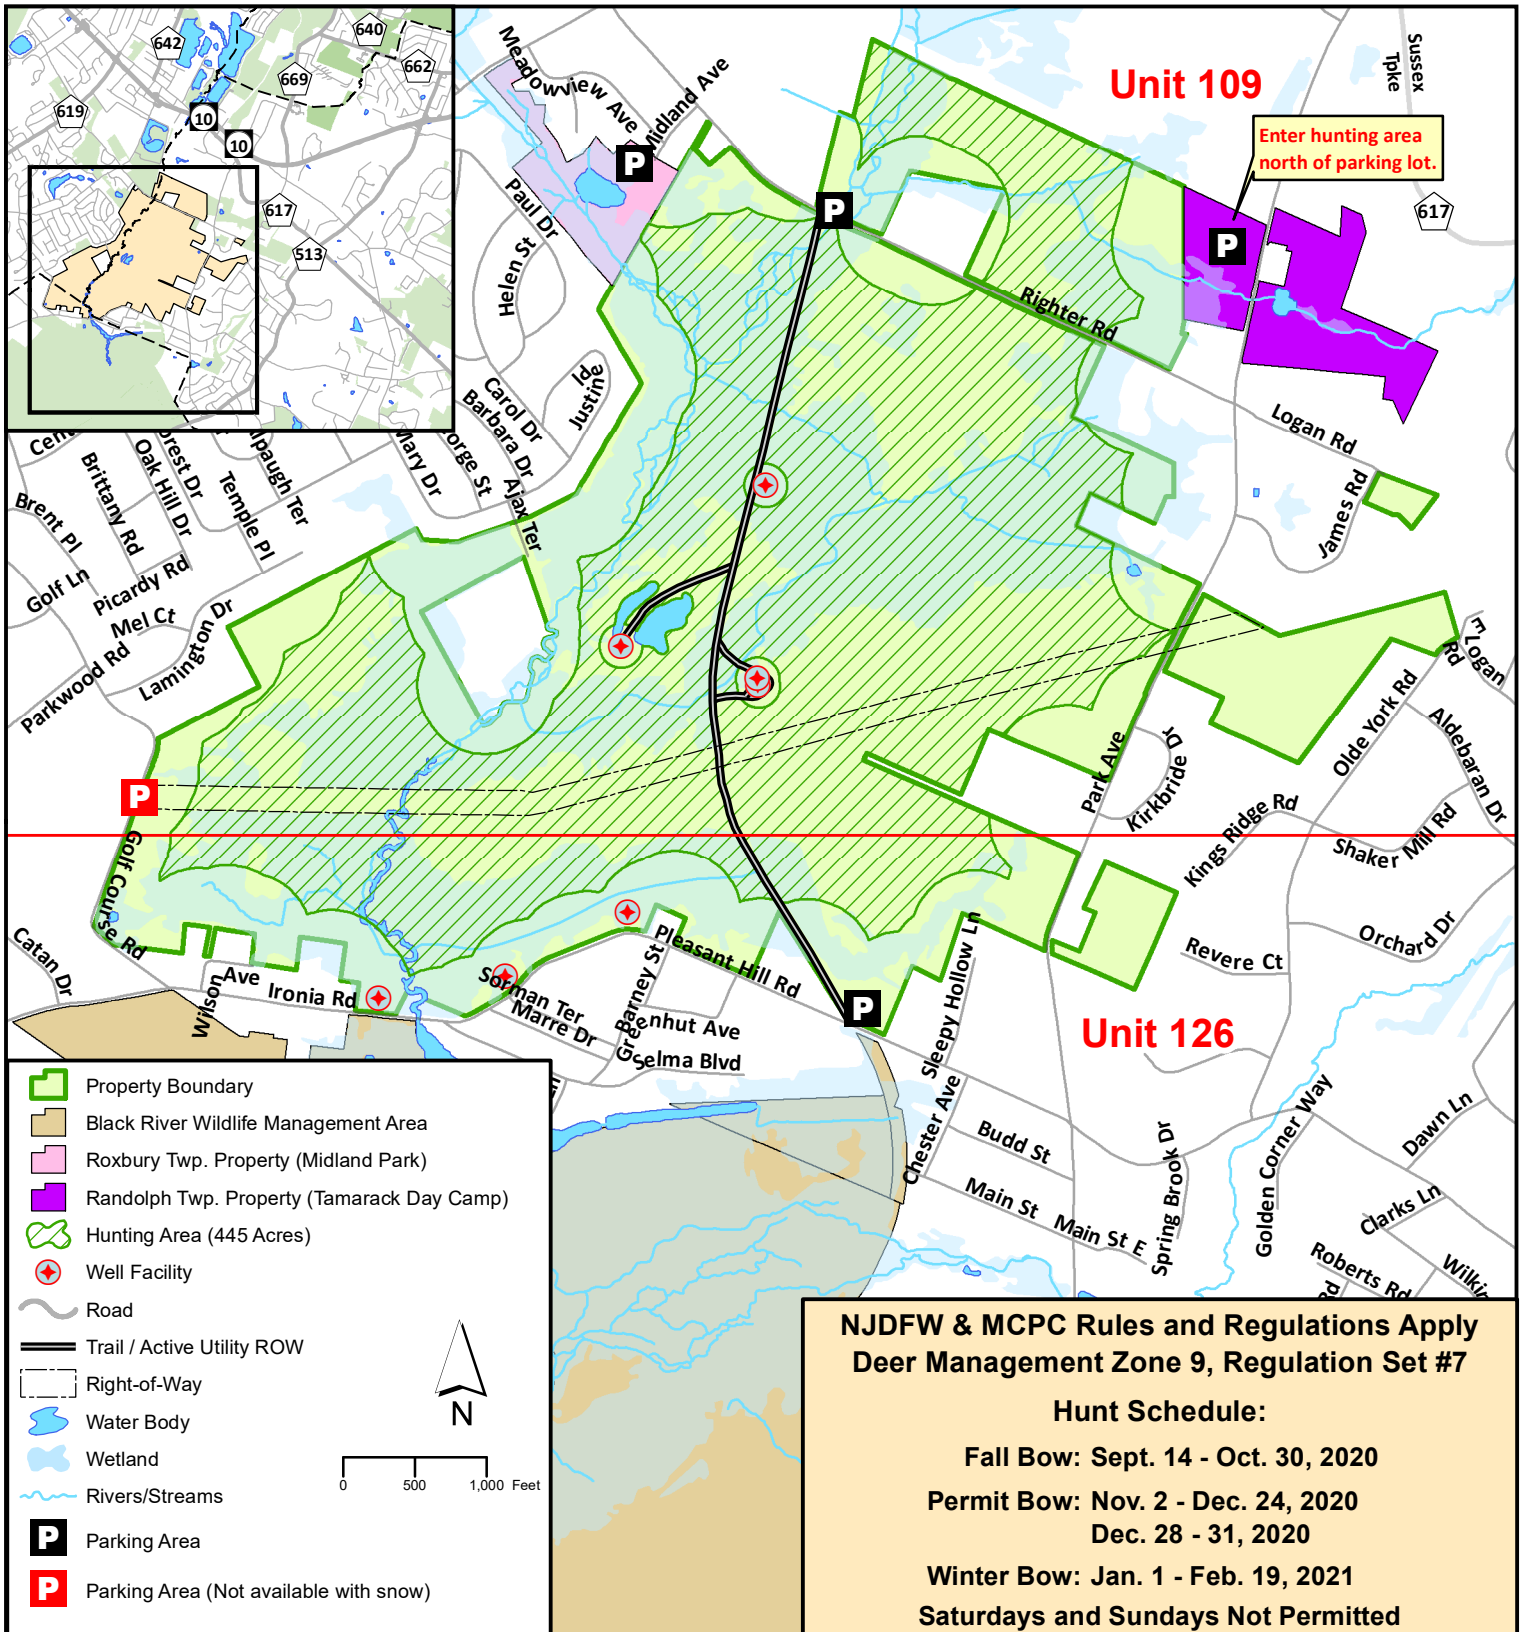 642
640
662
669
619
10
10
617
513
Meadowview Ave
Midland Ave
P
Unit 109
Sussex
Tpke
Enter hunting area
north of parking lot.
617
P
P
Paul Dr
Helen St
Righter Rd
Justine
Pl
Carol Dr
Barbara Dr
Logan Rd
James Rd
Mary Dr
Ajax Ter
Brittany Rd
Oak Hill Dr
Temple Pl
Brent Pl
Golf Ln
Picardy Rd
Mel Ct
Lamington Dr
Parkwood Rd
E Logan
Rd
Olde York Rd
Aldebaran Dr
Park Ave
Kirkbride Dr
P
Kings Ridge Rd
Shaker Mill Rd
Golf Course Rd
Catan Dr
Wilson
Ave
Ironia Rd
Sorman Ter
Marre Dr
Barney St
Pleasant Hill Rd
Greenhut Ave
Selma Blvd
P
Sleepy Hollow Ln
Revere Ct
Orchard Dr
Unit 126
Chester Ave
Budd St
Main St
Main St E
Spring Brook Dr
Golden Corner Way
Dawn Ln
Clarks Ln
Roberts Rd
Rd
Property Boundary
Black River Wildlife Management Area
Roxbury Twp. Property (Midland Park)
Randolph Twp. Property (Tamarack Day Camp)
Hunting Area (445 Acres)
Well Facility
Road
Trail / Active Utility ROW
Right-of-Way
Water Body
Wetland
Rivers/Streams
P Parking Area
P Parking Area (Not available with snow)
N
0 500 1,000 Feet
NJDFW & MCPC Rules and Regulations Apply
Deer Management Zone 9, Regulation Set #7
Hunt Schedule:
Fall Bow: Sept. 14 - Oct. 30, 2020
Permit Bow: Nov. 2 - Dec. 24, 2020
Dec. 28 - 31, 2020
Winter Bow: Jan. 1 - Feb. 19, 2021
Saturdays and Sundays Not Permitted